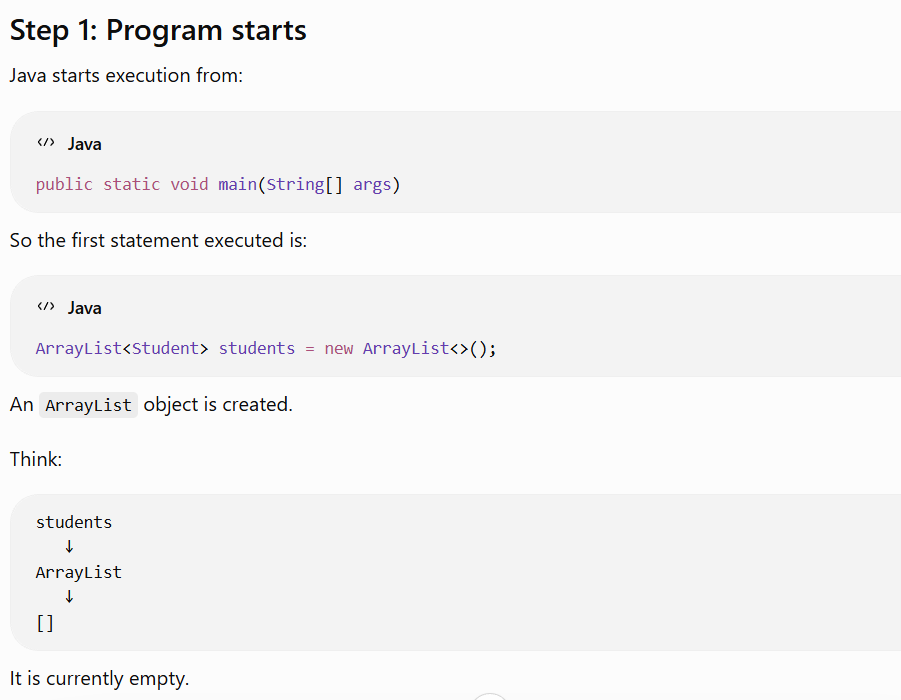 Step 1: Program starts
Java starts execution from:
</> Java
public static void main(String[] args)
So the first statement executed is:
</> Java
ArrayList<Student> students = new ArrayList<>();
An ArrayList object is created.
Think:
students
↓
ArrayList
↓
[]
It is currently empty.